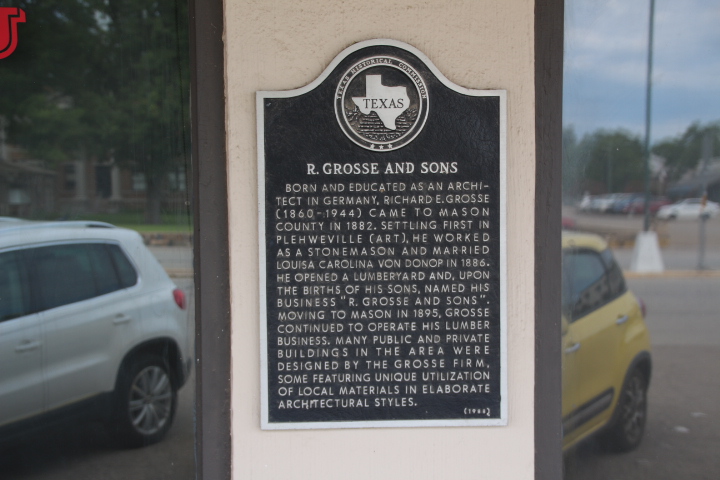 TEXAS HISTORICAL COMMISSION
TEXAS
R. GROSSE AND SONS
BORN AND EDUCATED AS AN ARCHI-
TECT IN GERMANY, RICHARD E. GROSSE
(1860-1944) CAME TO MASON
COUNTY IN 1882. SETTLING FIRST IN
PLEHWEVILLE (ART), HE WORKED
AS A STONEMASON AND MARRIED
LOUISA CAROLINA VON DONOP IN 1886.
HE OPENED A LUMBERYARD AND, UPON
THE BIRTHS OF HIS SONS, NAMED HIS
BUSINESS "R. GROSSE AND SONS".
MOVING TO MASON IN 1895, GROSSE
CONTINUED TO OPERATE HIS LUMBER
BUSINESS. MANY PUBLIC AND PRIVATE
BUILDINGS IN THE AREA WERE
DESIGNED BY THE GROSSE FIRM,
SOME FEATURING UNIQUE UTILIZATION
OF LOCAL MATERIALS IN ELABORATE
ARCHITECTURAL STYLES.